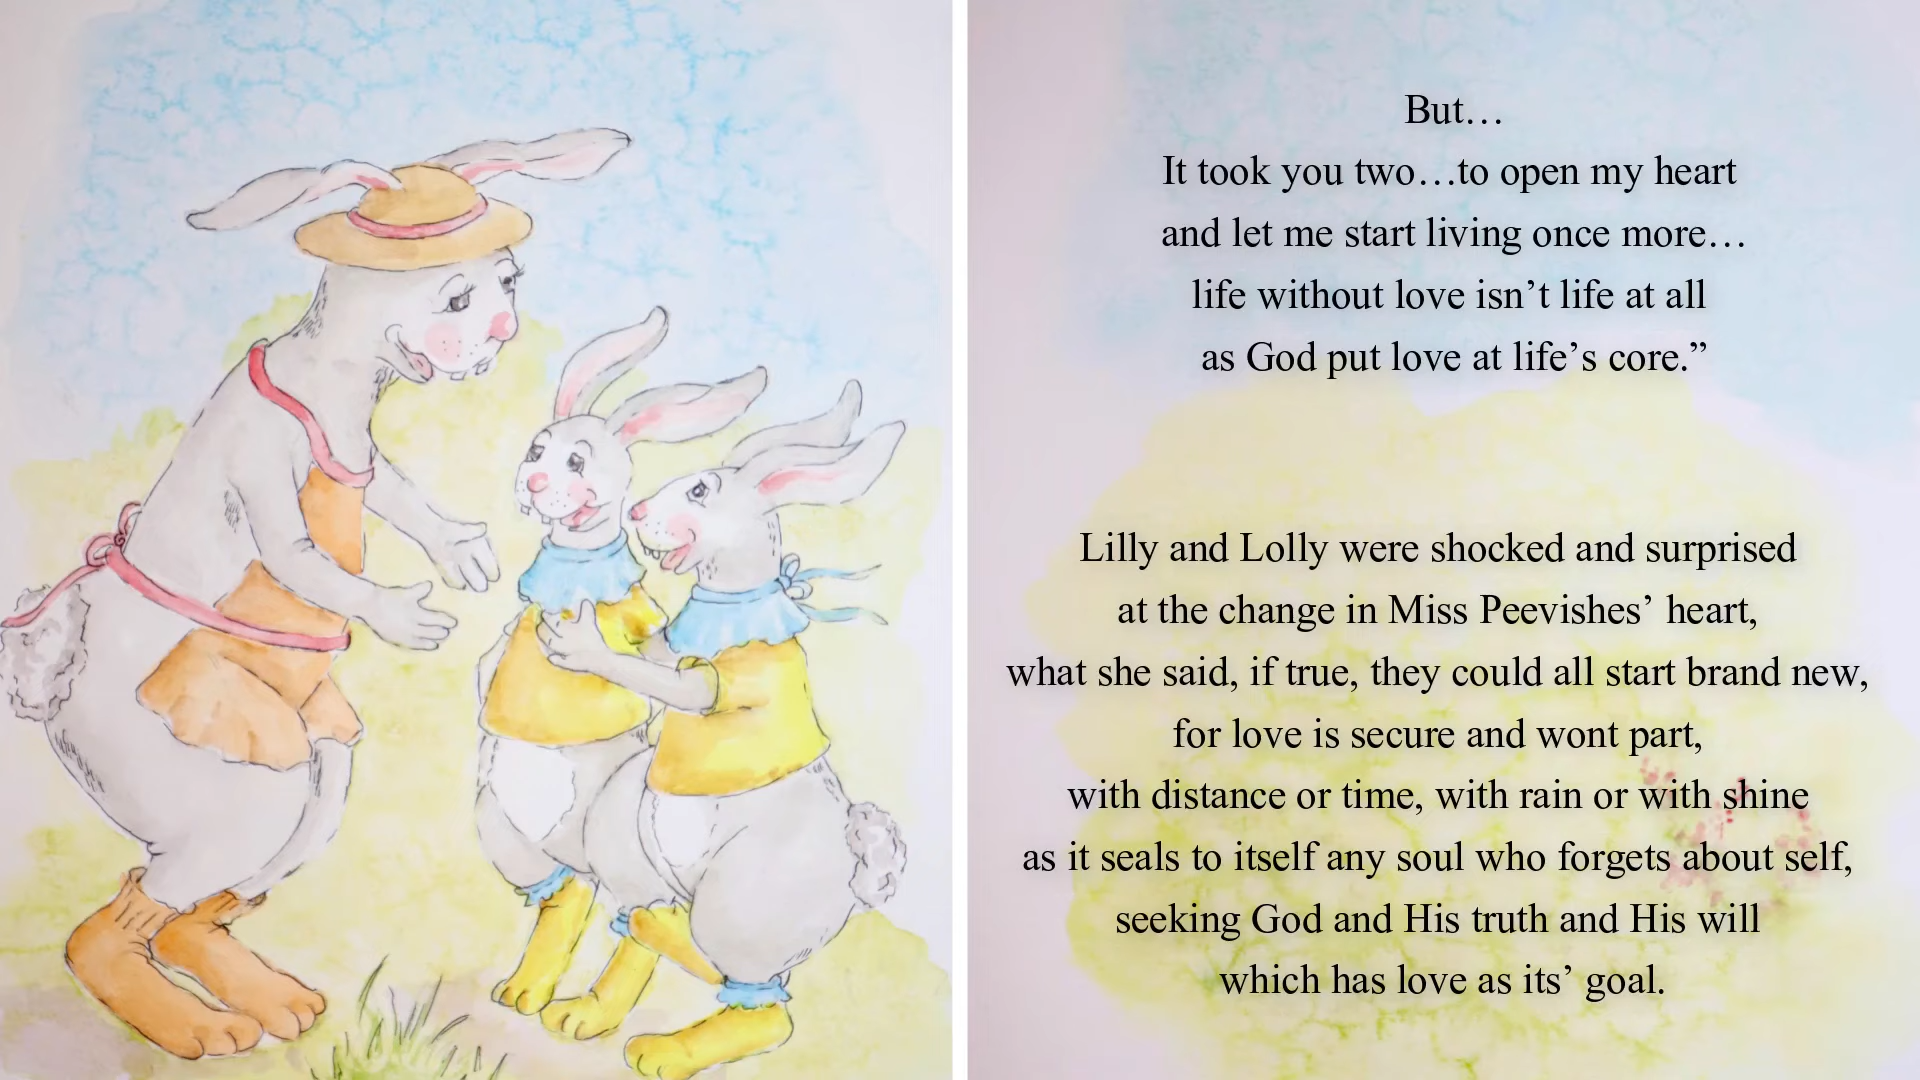 But…
It took you two…to open my heart
and let me start living once more…
life without love isn’t life at all
as God put love at life’s core.”
Lilly and Lolly were shocked and surprised
at the change in Miss Peevishes’ heart,
what she said, if true, they could all start brand new,
for love is secure and wont part,
with distance or time, with rain or with shine
as it seals to itself any soul who forgets about self,
seeking God and His truth and His will
which has love as its’ goal.